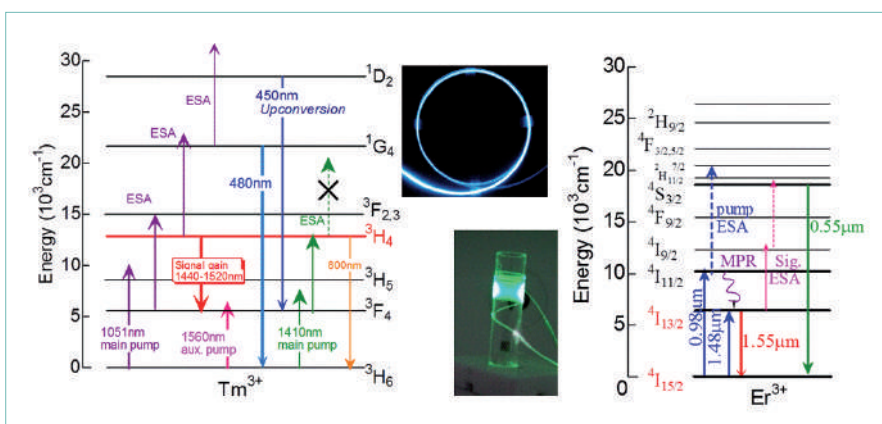 30
25
20
15
10
5
0
Energy (10³cm⁻¹)
ESA
ESA
ESA
ESA
450nm
Upconversion
480nm
Signal gain
1440-1520nm
800nm
1051nm
main pump
1560nm
aux. pump
1410nm
main pump
¹D₂
¹G₄
³F₂,₃
³H₄
³H₅
³F₄
³H₆
Tm³⁺
30
25
20
15
10
5
0
Energy (10³cm⁻¹)
²H₉/₂
⁴F₃/₂,₅/₂
⁷/₂
²H₁₁/₂
⁴S₃/₂
⁴F₉/₂
⁴I₉/₂
⁴I₁₁/₂
⁴I₁₃/₂
⁴I₁₅/₂
pump
ESA
0.55µm
MPR
Sig.
ESA
0.98µm
1.48µm
1.55µm
Er³⁺